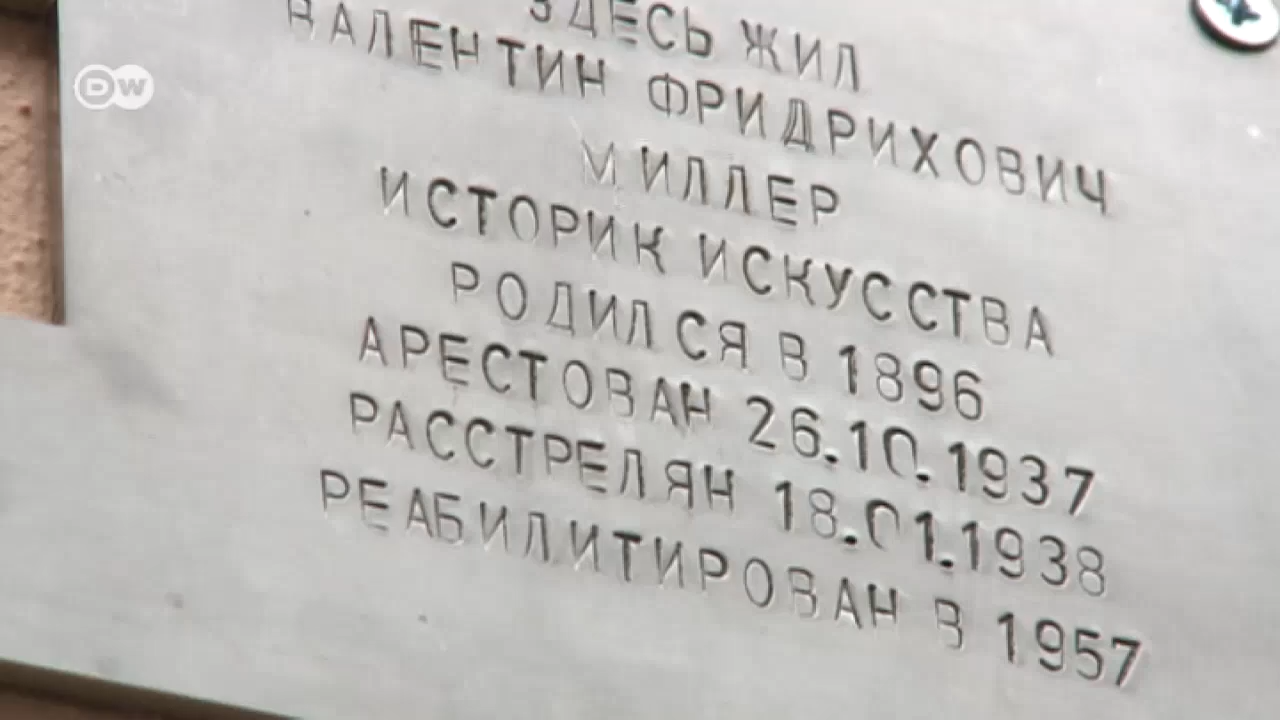 DW
ЗДЕСЬ ЖИЛ
ВАЛЕНТИН ФРИДРИХОВИЧ
МИЛЛЕР
ИСТОРИК ИСКУССТВА
РОДИЛСЯ В 1896
АРЕСТОВАН 26.10.1937
РАССТРЕЛЯН 18.01.1938
РЕАБИЛИТИРОВАН В 1957